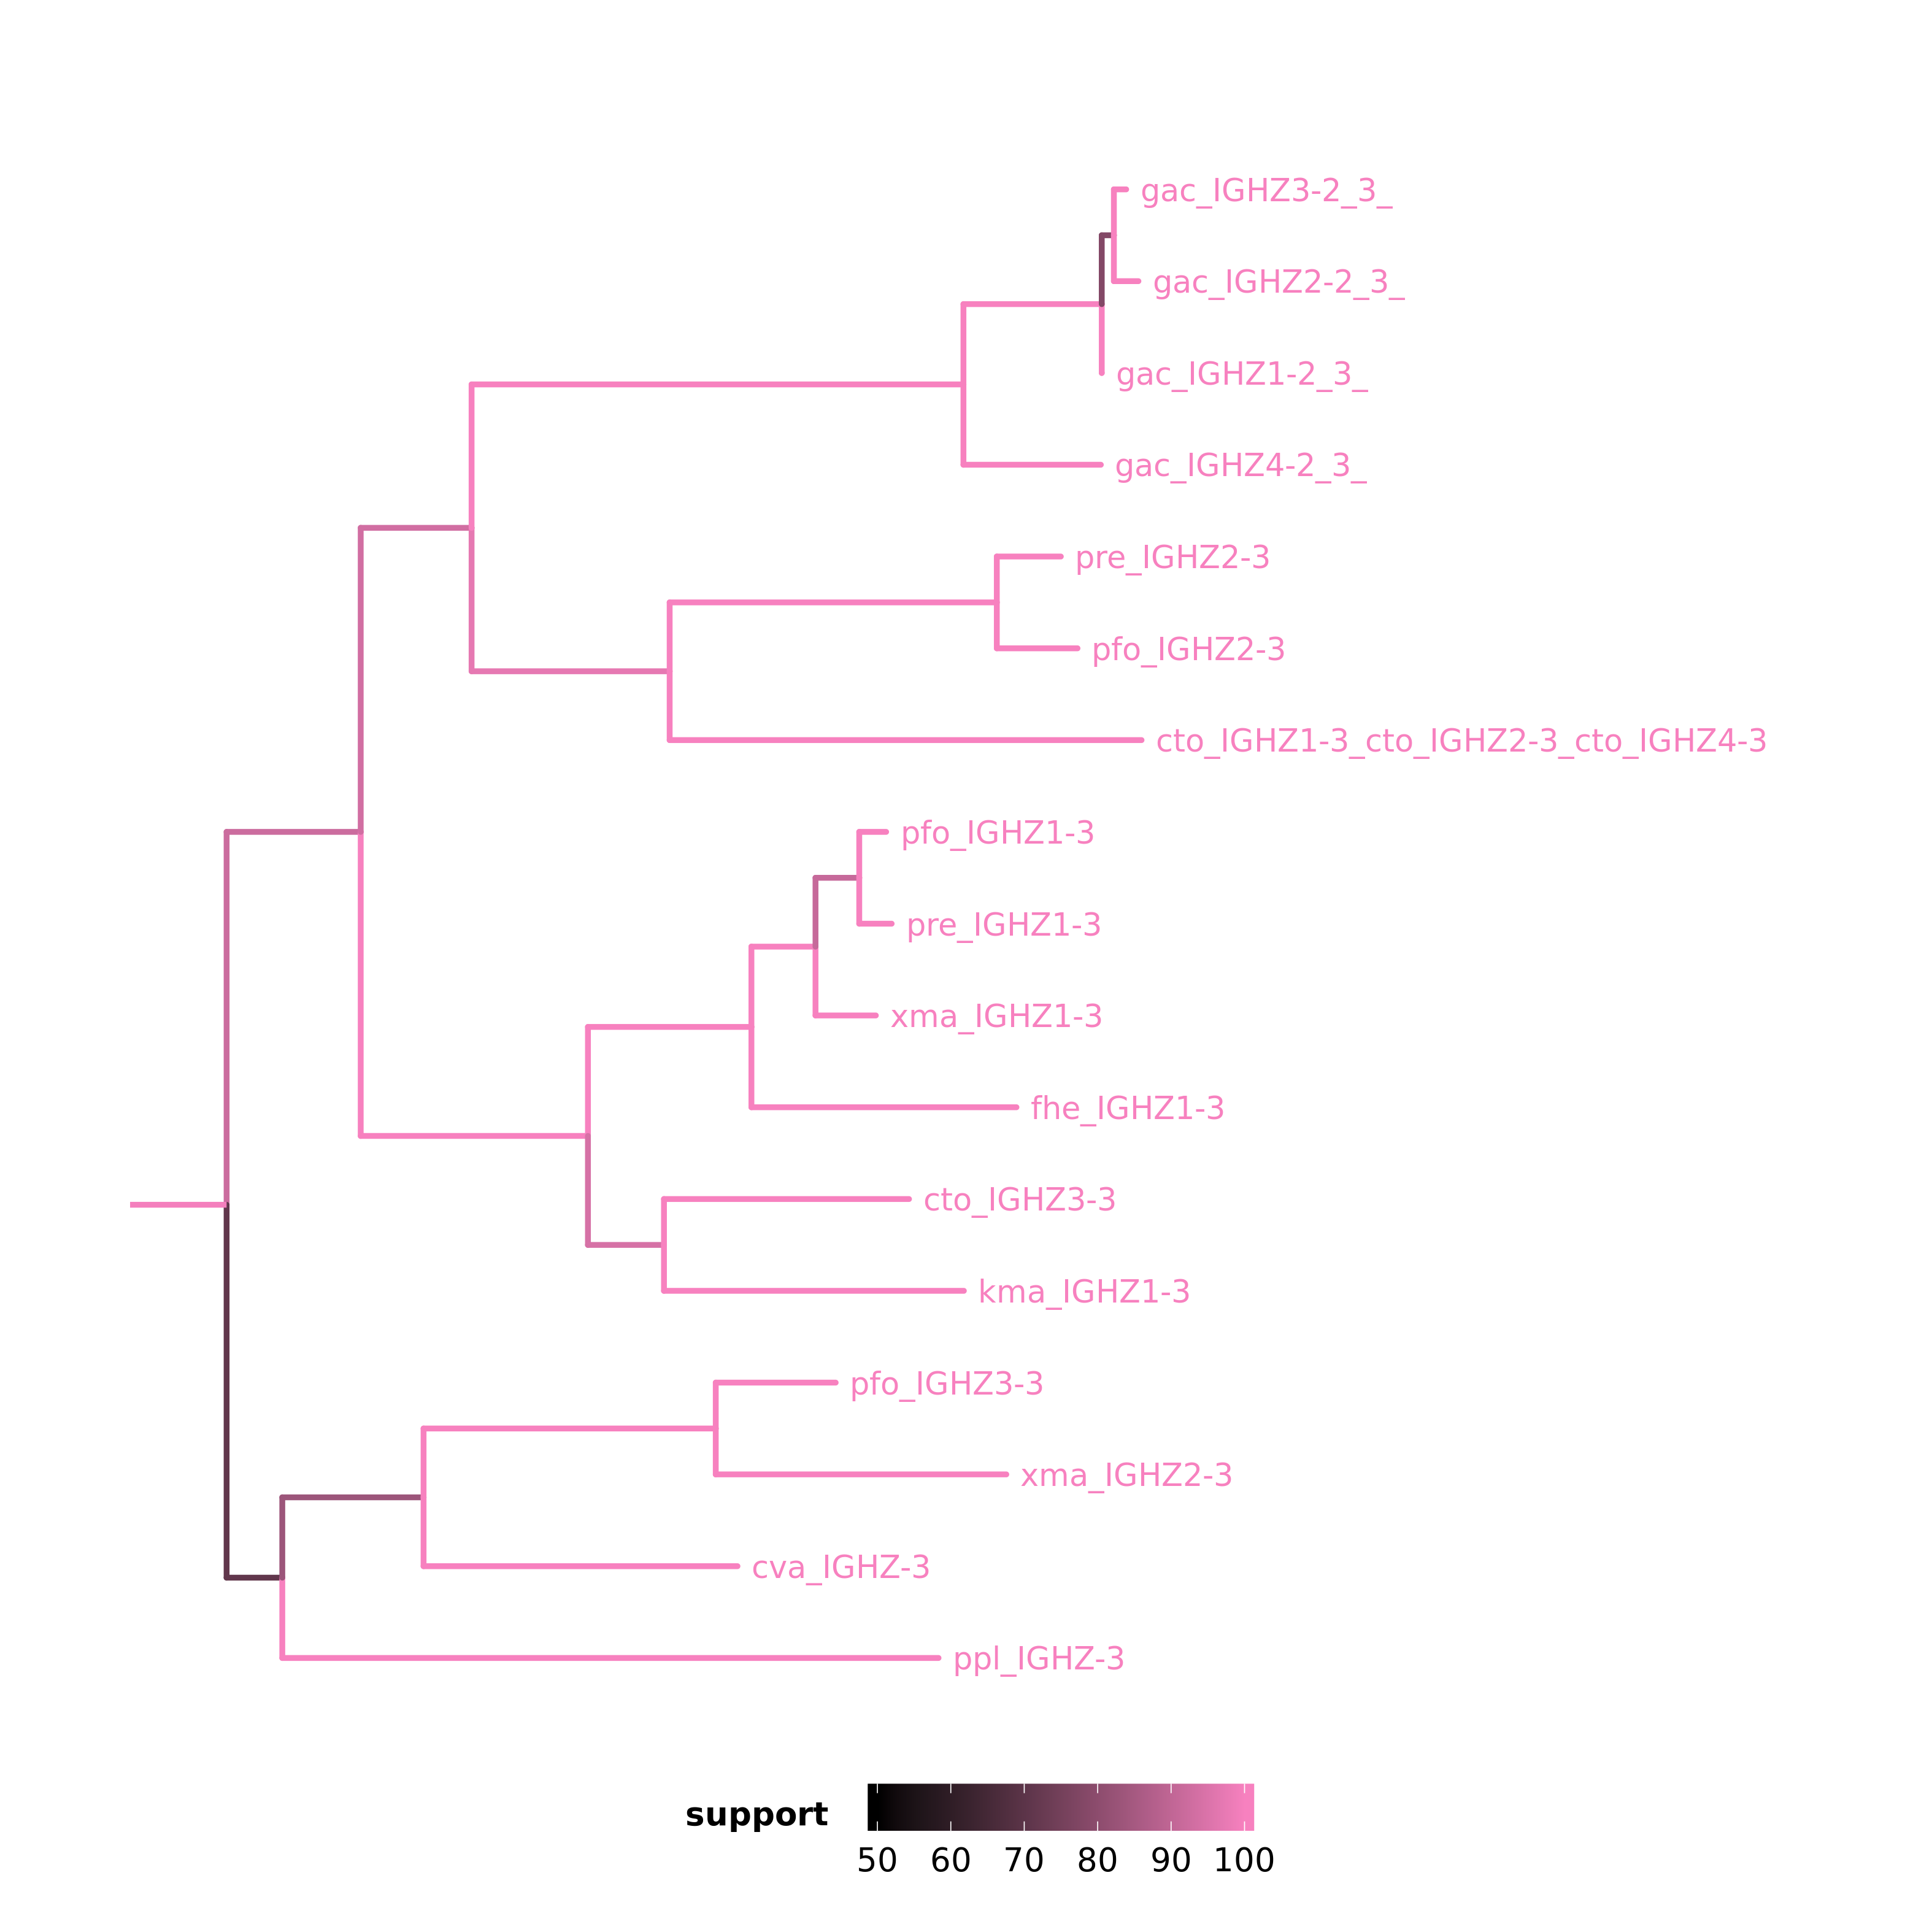 gac_IGHZ3-2_3_
gac_IGHZ2-2_3_
gac_IGHZ1-2_3_
gac_IGHZ4-2_3_
pre_IGHZ2-3
pfo_IGHZ2-3
cto_IGHZ1-3_cto_IGHZ2-3_cto_IGHZ4-3
pfo_IGHZ1-3
pre_IGHZ1-3
xma_IGHZ1-3
fhe_IGHZ1-3
cto_IGHZ3-3
kma_IGHZ1-3
pfo_IGHZ3-3
xma_IGHZ2-3
cva_IGHZ-3
ppl_IGHZ-3
support
50 60 70 80 90 100